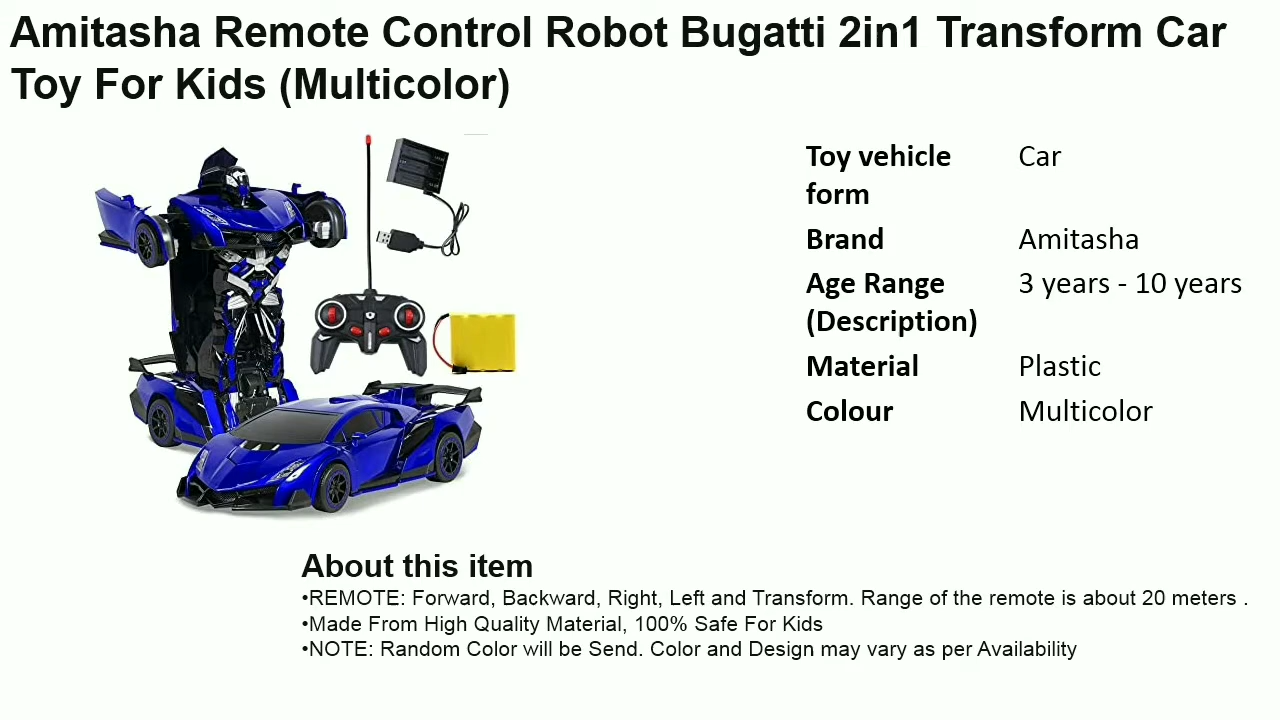 Amitasha Remote Control Robot Bugatti 2in1 Transform Car
Toy For Kids (Multicolor)
Toy vehicle form Car
Brand Amitasha
Age Range (Description) 3 years - 10 years
Material Plastic
Colour Multicolor
About this item
•REMOTE: Forward, Backward, Right, Left and Transform. Range of the remote is about 20 meters .
•Made From High Quality Material, 100% Safe For Kids
•NOTE: Random Color will be Send. Color and Design may vary as per Availability